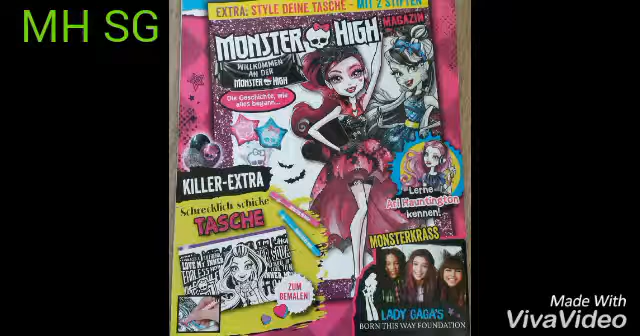 MH SG
EXTRA: STYLE DEINE TASCHE - MIT 2 STIFTEN
MONSTER HIGH
MAGAZIN
WILLKOMMEN
AN DER
MONSTER HIGH
Die Geschichte, wie
alles begann...
KILLER-EXTRA
Schrecklich schicke
TASCHE
ZUM
BEMALEN!
Lerne
Ari Hauntington
kennen!
MONSTERKRASS
LADY GAGA'S
BORN THIS WAY FOUNDATION
Made With
VivaVideo